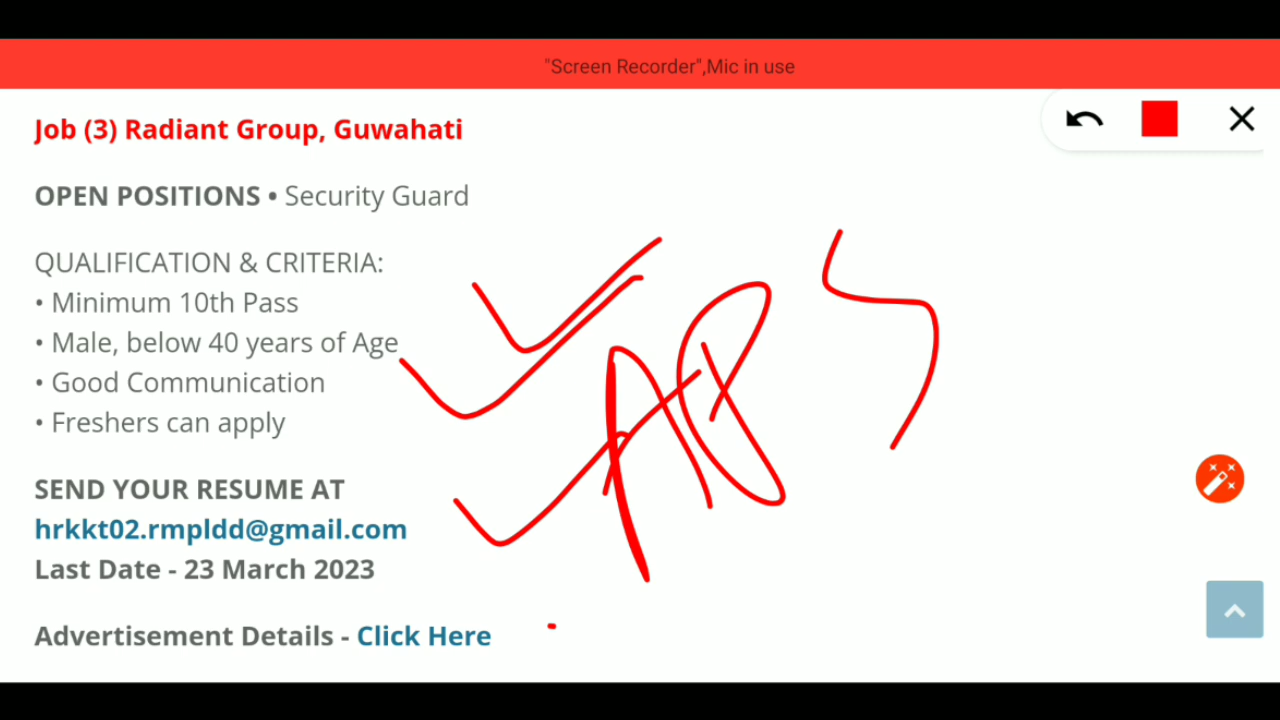 "Screen Recorder",Mic in use
Job (3) Radiant Group, Guwahati
OPEN POSITIONS • Security Guard
QUALIFICATION & CRITERIA:
• Minimum 10th Pass
• Male, below 40 years of Age
• Good Communication
• Freshers can apply
SEND YOUR RESUME AT
hrkkt02.rmpldd@gmail.com
Last Date - 23 March 2023
Advertisement Details - Click Here